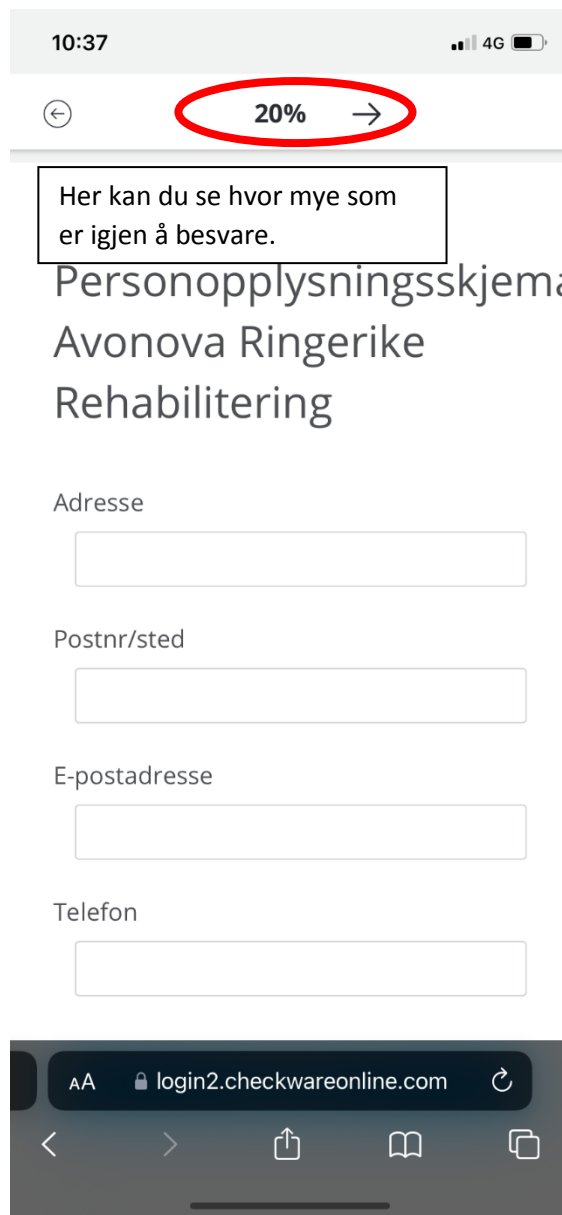 10:37
4G
20%
Her kan du se hvor mye som
er igjen å besvare.
Personopplysningsskjema
Avonova Ringerike
Rehabilitering
Adresse
Postnr/sted
E-postadresse
Telefon
AA login2.checkwareonline.com